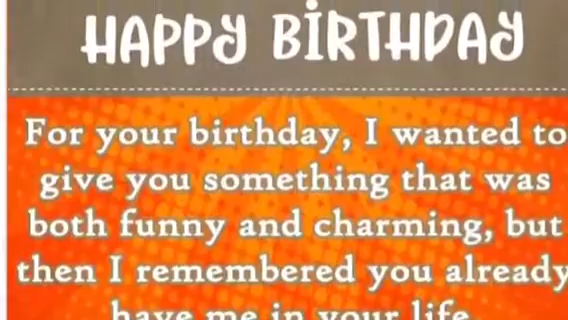 HAPPY BIRTHDAY
For your birthday, I wanted to
give you something that was
both funny and charming, but
then I remembered you already
have me in your life